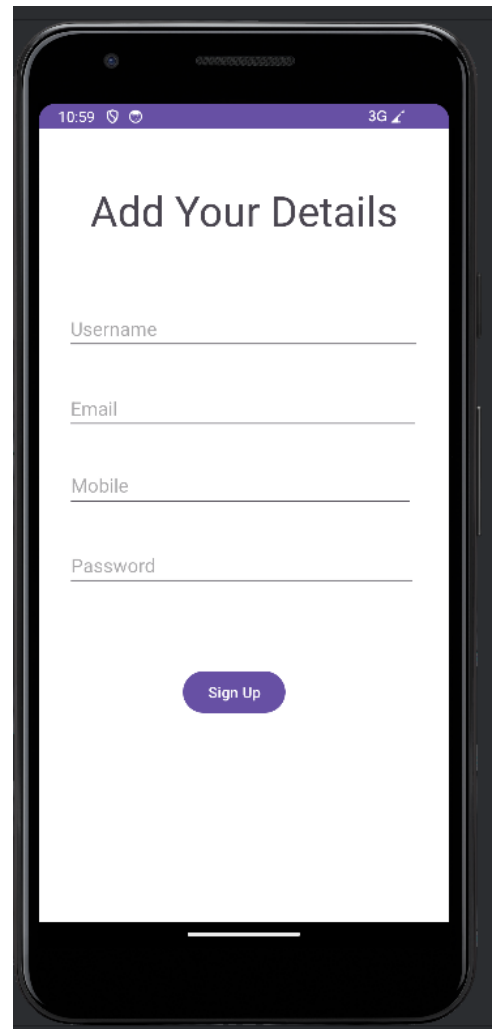 10:59 3G
Add Your Details
Username
Email
Mobile
Password
Sign Up